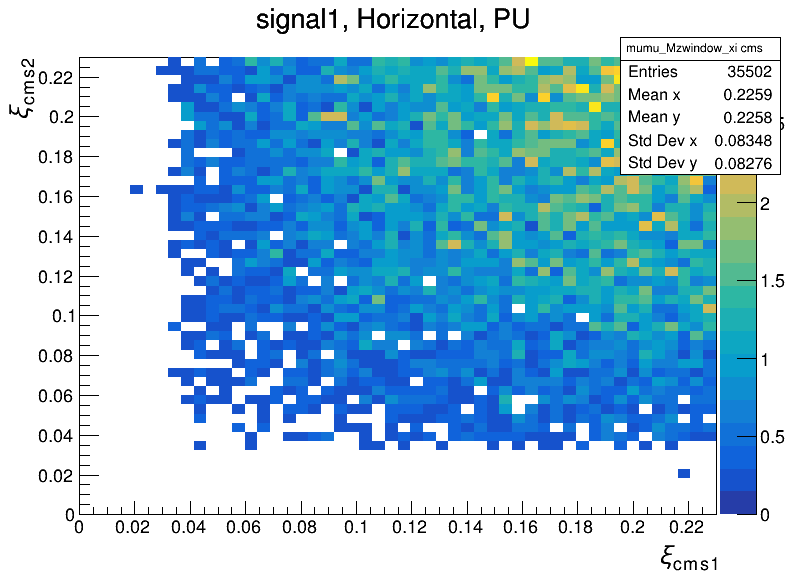 signal1, Horizontal, PU
mumu_Mzwindow_xi cms
Entries 35502
Mean x 0.2259
Mean y 0.2258
Std Dev x 0.08348
Std Dev y 0.08276
ξcms2
0.22
0.2
0.18
0.16
0.14
0.12
0.1
0.08
0.06
0.04
0.02
0
2
1.5
1
0.5
0
0 0.02 0.04 0.06 0.08 0.1 0.12 0.14 0.16 0.18 0.2 0.22
ξcms1